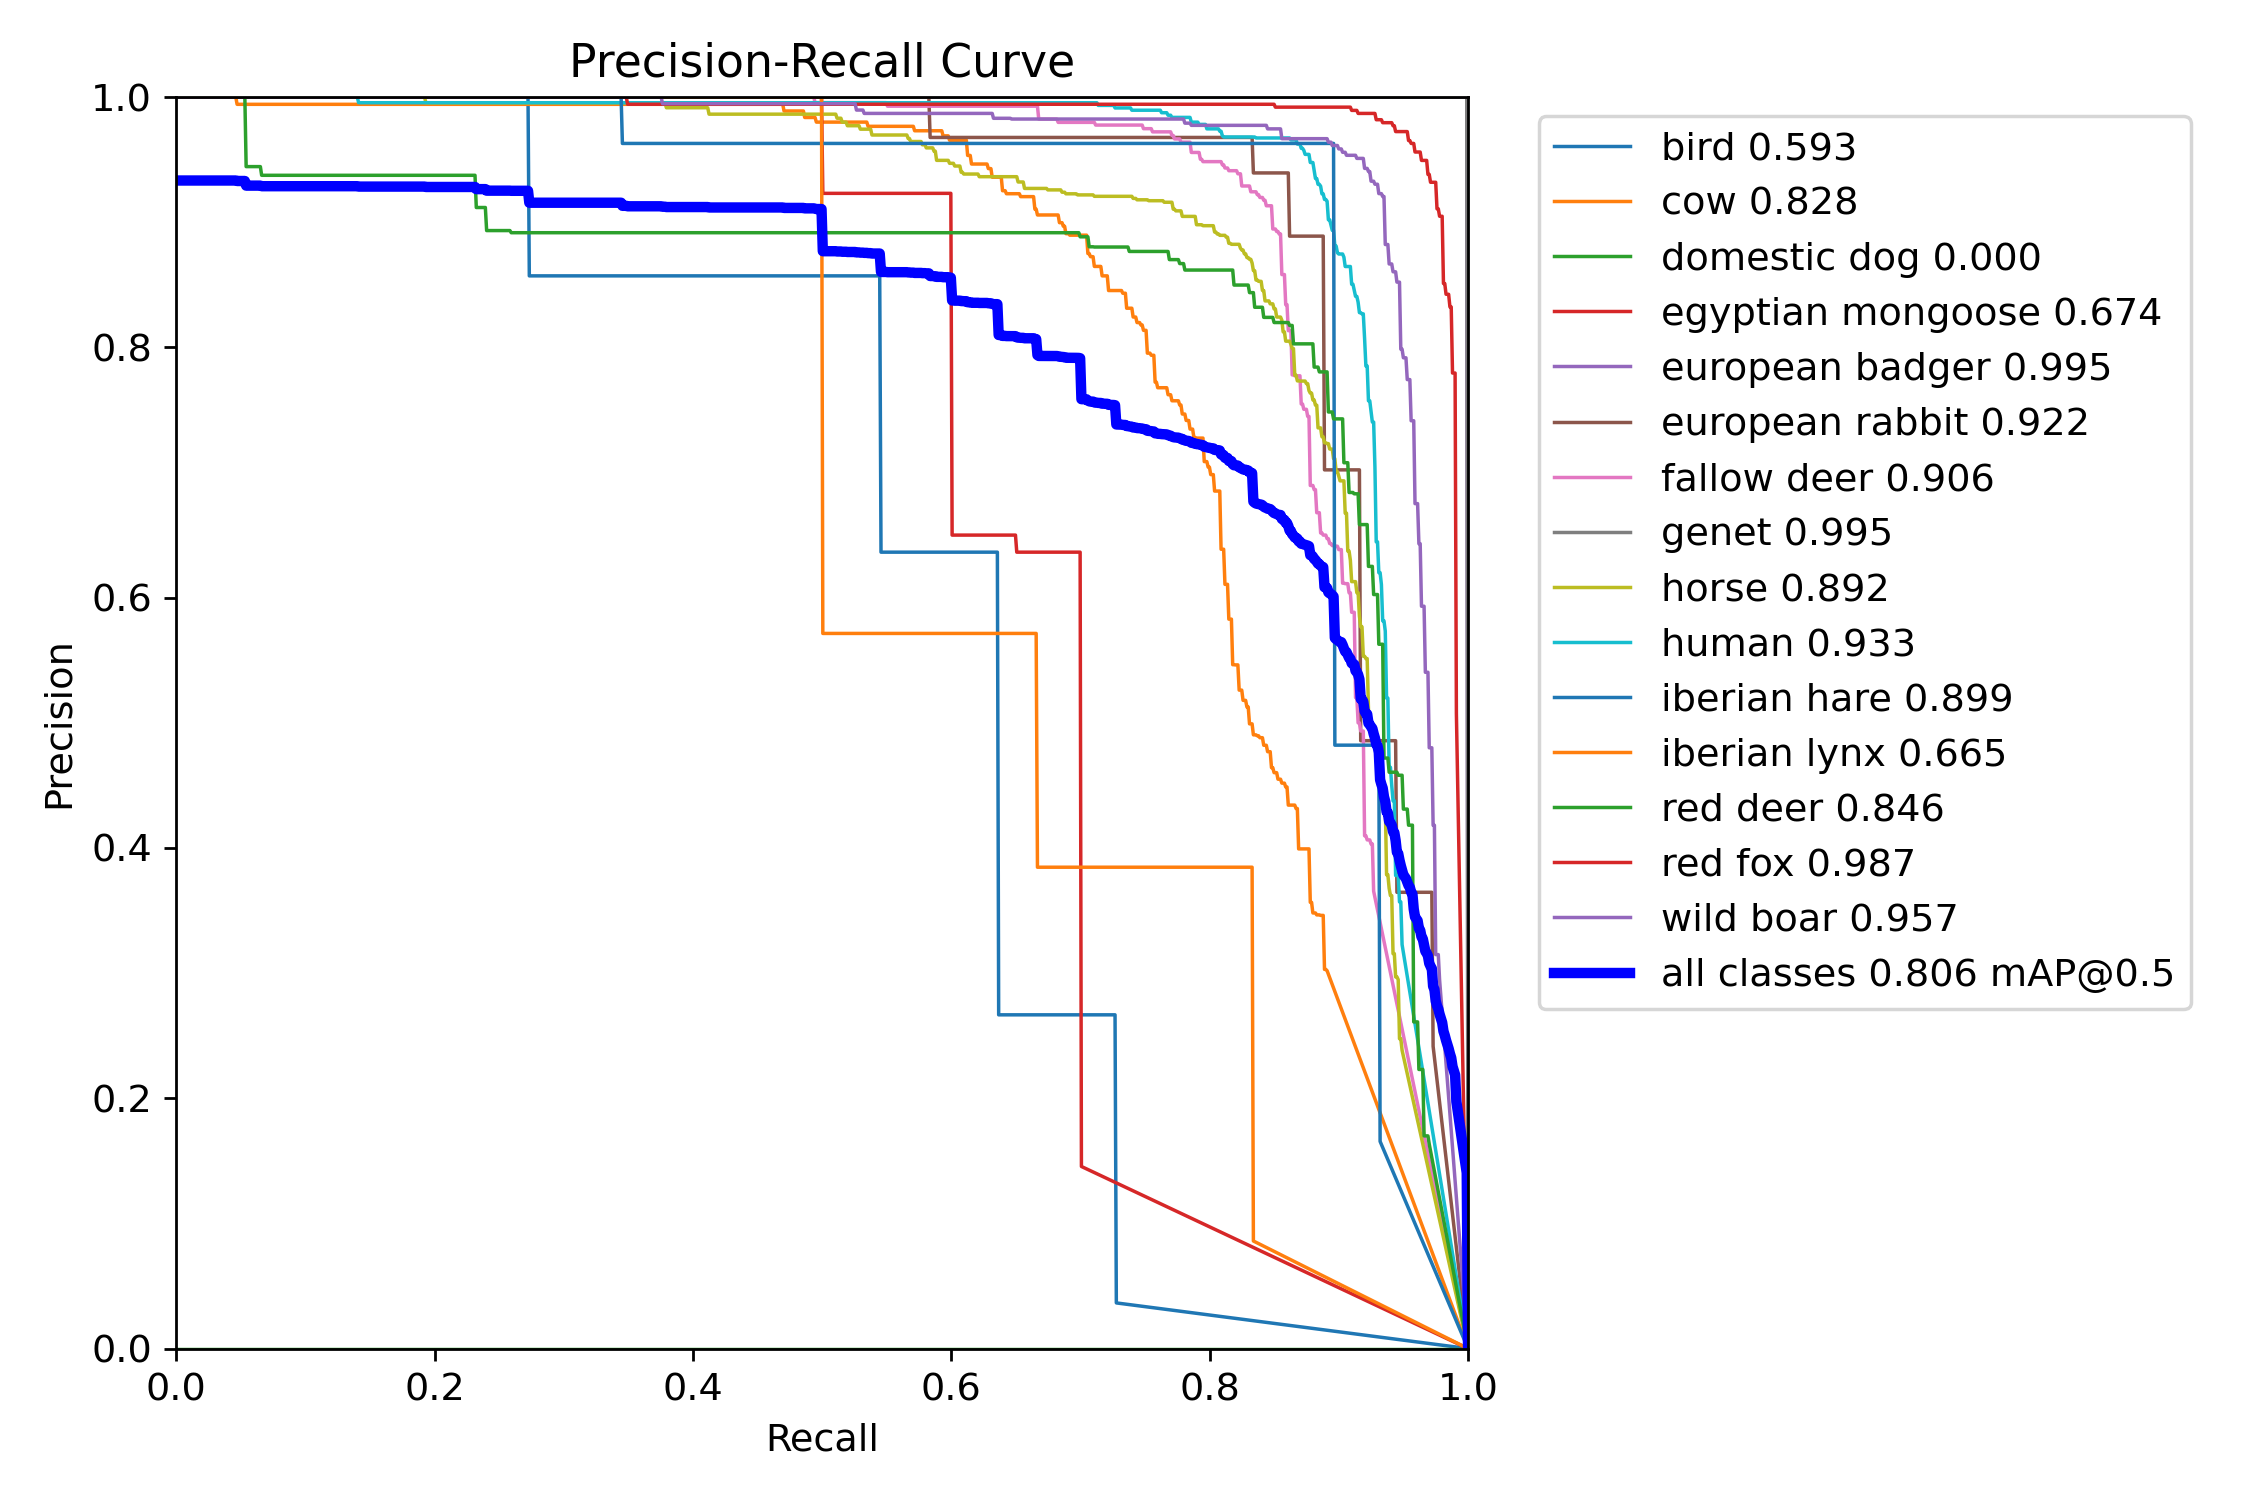 Precision-Recall Curve
1.0
0.8
0.6
0.4
0.2
0.0
Precision
0.0 0.2 0.4 0.6 0.8 1.0
Recall
bird 0.593
cow 0.828
domestic dog 0.000
egyptian mongoose 0.674
european badger 0.995
european rabbit 0.922
fallow deer 0.906
genet 0.995
horse 0.892
human 0.933
iberian hare 0.899
iberian lynx 0.665
red deer 0.846
red fox 0.987
wild boar 0.957
all classes 0.806 mAP@0.5